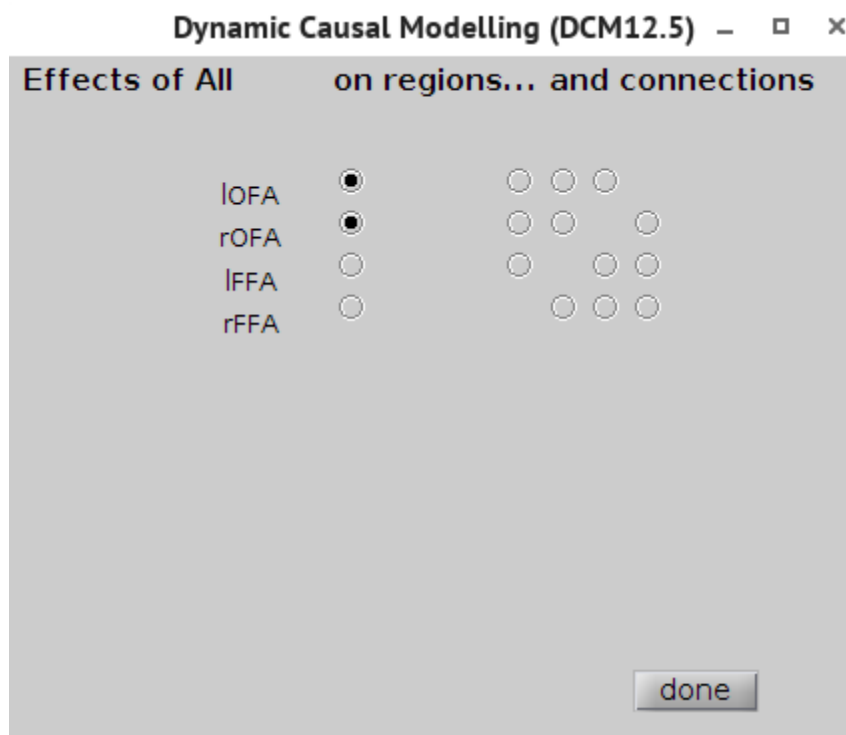 Dynamic Causal Modelling (DCM12.5)
Effects of All on regions... and connections
lOFA
rOFA
lFFA
rFFA
done